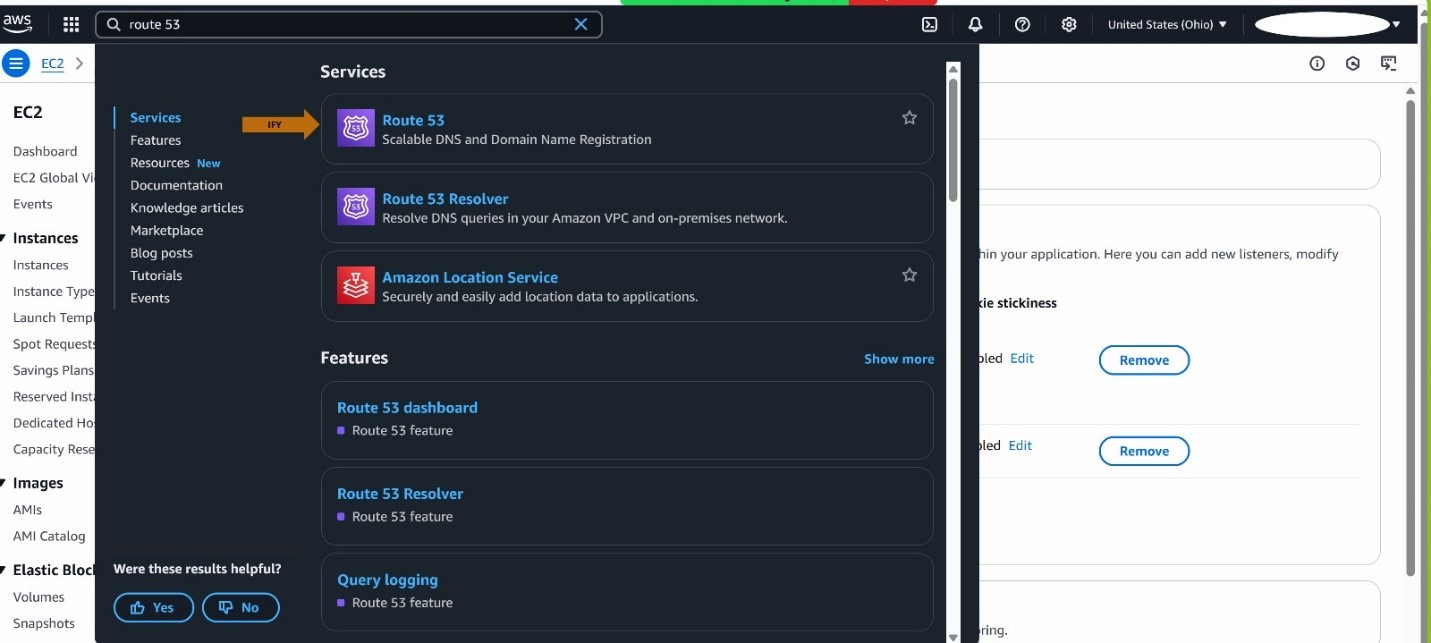 aws
route 53
United States (Ohio)
EC2
EC2
Dashboard
EC2 Global Vi
Events
Instances
Instances
Instance Type
Launch Templ
Spot Requests
Savings Plans
Reserved Inst
Dedicated Ho
Capacity Rese
Images
AMIs
AMI Catalog
Elastic Bloc
Volumes
Snapshots
Services
Features
Resources New
Documentation
Knowledge articles
Marketplace
Blog posts
Tutorials
Events
IFY
Were these results helpful?
Yes
No
Services
53
Route 53
Scalable DNS and Domain Name Registration
53
Route 53 Resolver
Resolve DNS queries in your Amazon VPC and on-premises network.
Amazon Location Service
Securely and easily add location data to applications.
Features
Show more
Route 53 dashboard
Route 53 feature
Route 53 Resolver
Route 53 feature
Query logging
Route 53 feature
hin your application. Here you can add new listeners, modify
kie stickiness
bled Edit
Remove
bled Edit
Remove
ring.